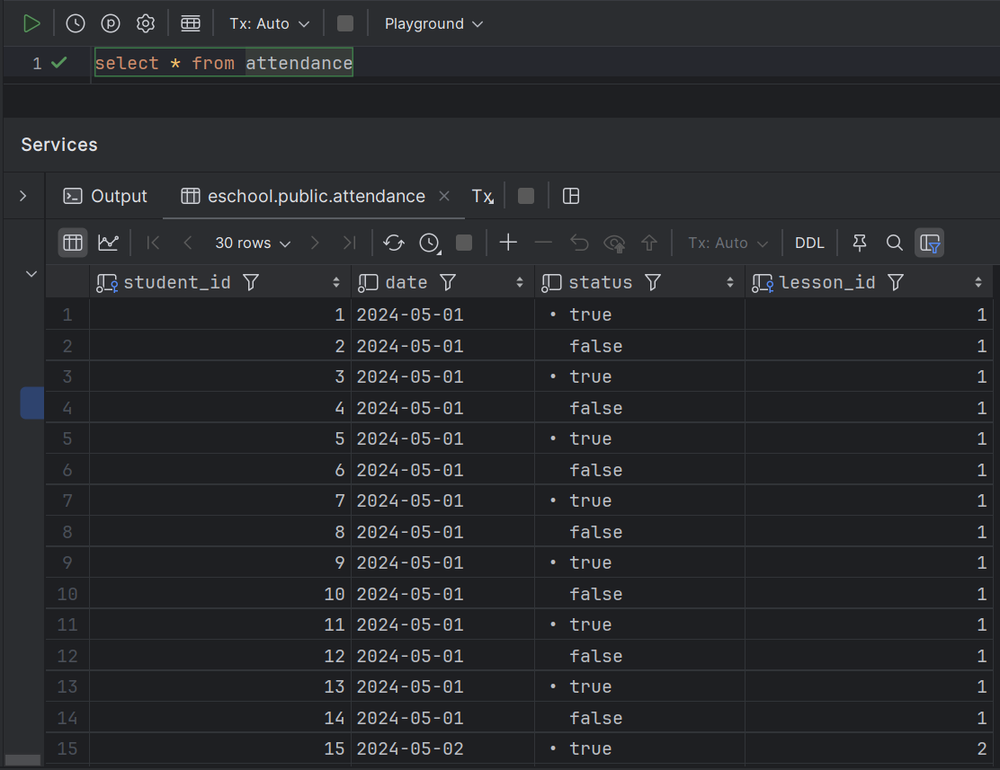 Tx: Auto Playground
1 select * from attendance
Services
Output eschool.public.attendance Tx
30 rows Tx: Auto DDL
student_id date status lesson_id
1 1 2024-05-01 • true 1
2 2 2024-05-01 false 1
3 3 2024-05-01 • true 1
4 4 2024-05-01 false 1
5 5 2024-05-01 • true 1
6 6 2024-05-01 false 1
7 7 2024-05-01 • true 1
8 8 2024-05-01 false 1
9 9 2024-05-01 • true 1
10 10 2024-05-01 false 1
11 11 2024-05-01 • true 1
12 12 2024-05-01 false 1
13 13 2024-05-01 • true 1
14 14 2024-05-01 false 1
15 15 2024-05-02 • true 2